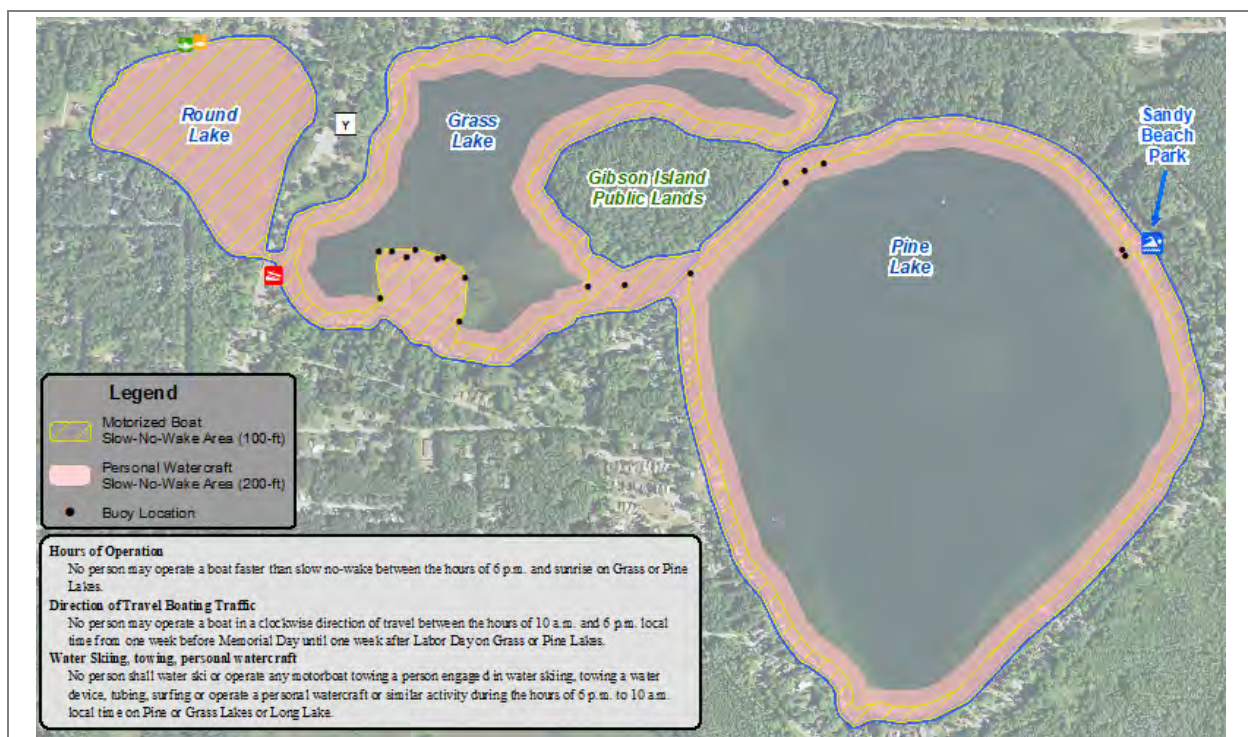 Round
Lake
Y
Grass
Lake
Gibson Island
Public Lands
Sandy
Beach
Park
Pine
Lake
Legend
Motorized Boat
Slow-No-Wake Area (100-ft)
Personal Watercraft
Slow-No-Wake Area (200-ft)
Buoy Location
Hours of Operation
No person may operate a boat faster than slow no-wake between the hours of 6 p.m. and sunrise on Grass or Pine
Lakes.
Direction of Travel Boating Traffic
No person may operate a boat in a clockwise direction of travel between the hours of 10 a.m. and 6 p.m. local
time from one week before Memorial Day until one week after Labor Day on Grass or Pine Lakes.
Water Skiing, towing, personal watercraft
No person shall water ski or operate any motorboat towing a person engaged in water skiing, towing a water
device, tubing, surfing or operate a personal watercraft or similar activity during the hours of 6 p.m. to 10 a.m.
local time on Pine or Grass Lakes or Long Lake.